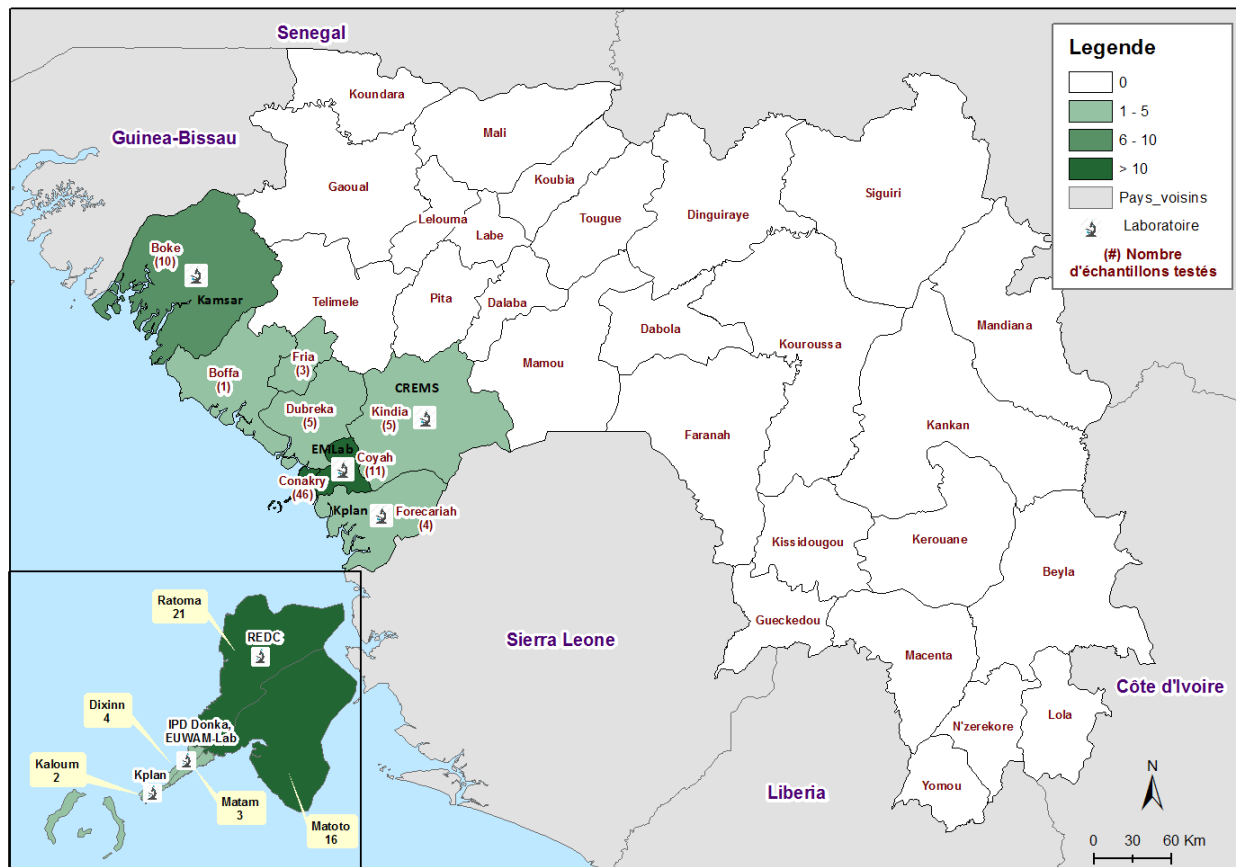 Senegal
Guinea-Bissau
Koundara
Mali
Gaoual
Koubia
Lelouma
Labe
Tougue
Dinguiraye
Siguiri
Boke
(10)
Kamsar
Telimele
Pita
Dalaba
Dabola
Mandiana
Kouroussa
Mamou
Fria
(3)
Boffa
(1)
CREMS
Dubreka
(5)
Kindia
(5)
Faranah
Kankan
EMLab
Coyah
(11)
Conakry
(46)
Kplan
Forecariah
(4)
Kissidougou
Kerouane
Beyla
Gueckedou
Sierra Leone
Macenta
Côte d'Ivoire
N'zerekore
Lola
Yomou
Liberia
Legende
0
1 - 5
6 - 10
> 10
Pays_voisins
Laboratoire
(#) Nombre
d'échantillons testés
Ratoma
21
REDC
Dixinn
4
IPD Donka,
EUWAM-Lab
Kaloum
2
Kplan
Matam
3
Matoto
16
N
0 30 60 Km